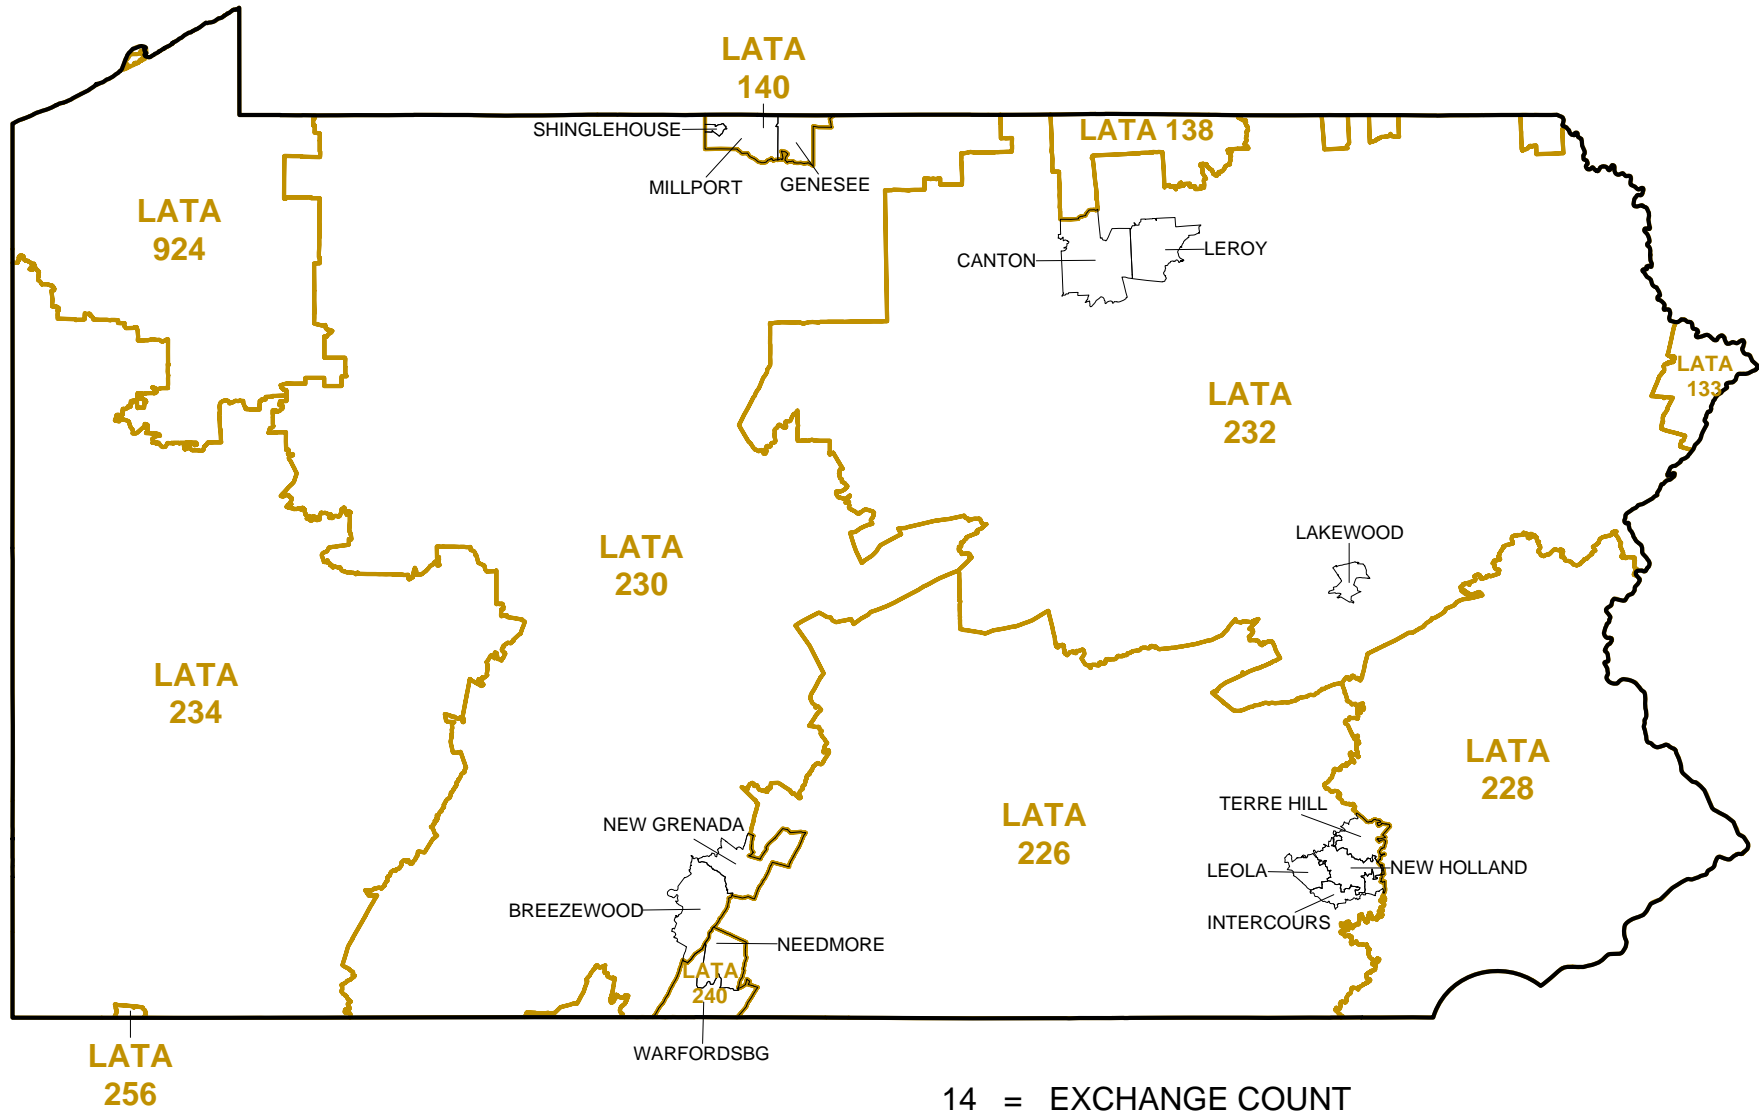 LATA
140
SHINGLEHOUSE
LATA 138
MILLPORT
GENESEE
LATA
924
CANTON
LEROY
LATA
133
LATA
232
LAKEWOOD
LATA
230
LATA
234
LATA
228
TERRE HILL
LATA
226
NEW GRENADA
LEOLA
NEW HOLLAND
BREEZEWOOD
INTERCOURS
NEEDMORE
LATA
240
WARFORDSBG
LATA
256
14 = EXCHANGE COUNT